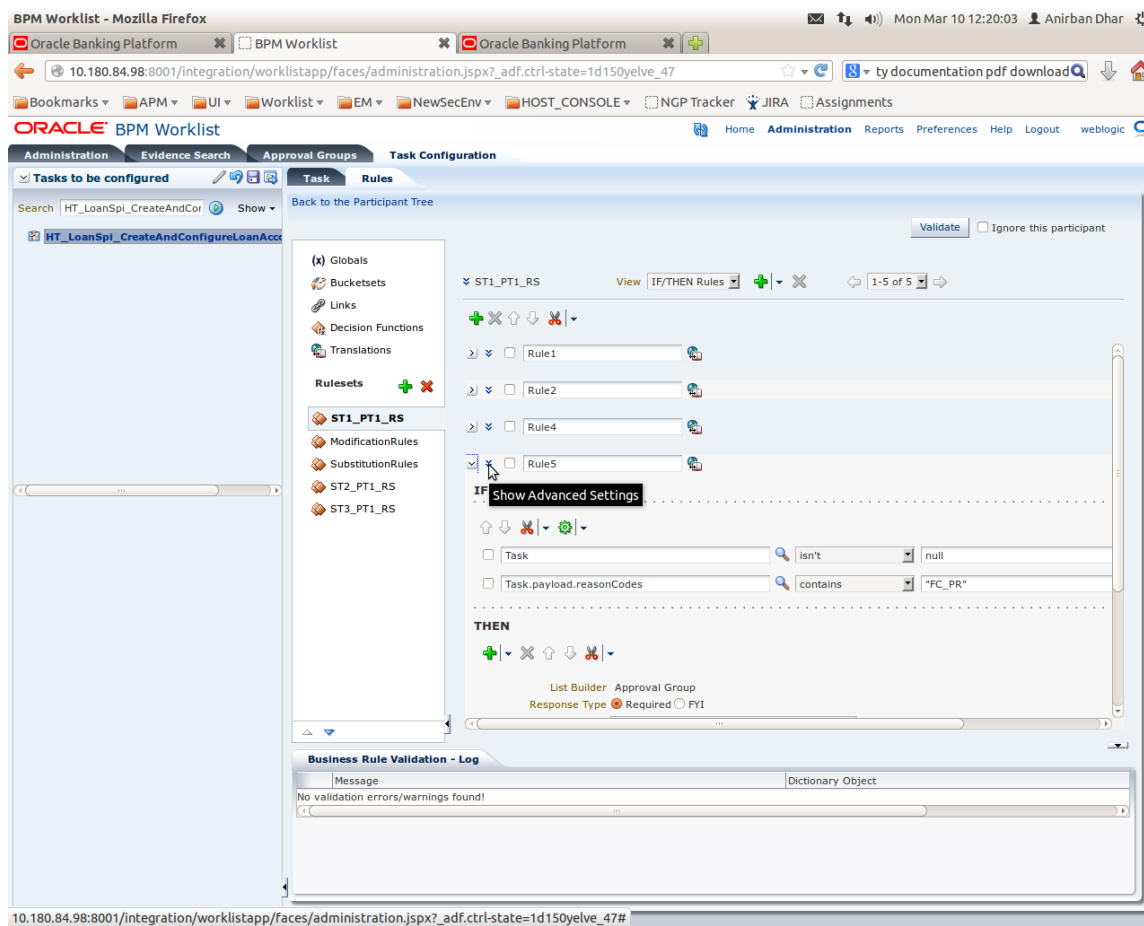 BPM Worklist - Mozilla Firefox
Mon Mar 10 12:20:03 Anirban Dhar
Oracle Banking Platform BPM Worklist Oracle Banking Platform
10.180.84.98:8001/integration/worklistapp/faces/administration.jspx?_adf.ctrl-state=1d150yelve_47 ty documentation pdf download
Bookmarks APM UI Worklist EM NewSecEnv HOST_CONSOLE NGP Tracker JIRA Assignments
ORACLE BPM Worklist
Home Administration Reports Preferences Help Logout weblogic
Administration Evidence Search Approval Groups Task Configuration
Tasks to be configured
Task Rules
Search HT_LoanSpi_CreateAndCor Show
Back to the Participant Tree
HT_LoanSpi_CreateAndConfigureLoanAcco
Validate Ignore this participant
(x) Globals
Bucketsets
Links
Decision Functions
Translations
Rulesets
ST1_PT1_RS
ModificationRules
SubstitutionRules
ST2_PT1_RS
ST3_PT1_RS
ST1_PT1_RS View IF/THEN Rules 1-5 of 5
Rule1
Rule2
Rule4
Rule5
IF
Show Advanced Settings
Task isn't null
Task.payload.reasonCodes contains "FC_PR"
THEN
List Builder Approval Group
Response Type Required FYI
Business Rule Validation - Log
Message Dictionary Object
No validation errors/warnings found!
10.180.84.98:8001/integration/worklistapp/faces/administration.jspx?_adf.ctrl-state=1d150yelve_47#